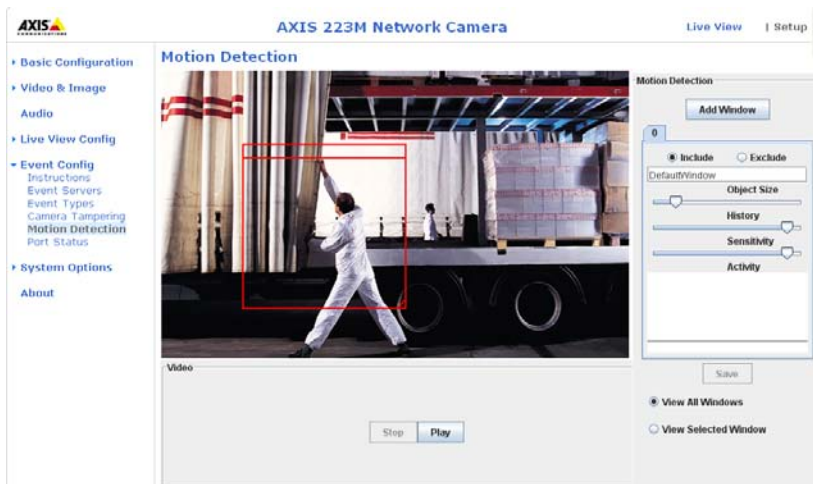 AXIS
COMMUNICATIONS
AXIS 223M Network Camera
Live View | Setup
Basic Configuration
Video & Image
Audio
Live View Config
Event Config
Instructions
Event Servers
Event Types
Camera Tampering
Motion Detection
Port Status
System Options
About
Motion Detection
Video
Stop Play
Motion Detection
Add Window
0
Include Exclude
DefaultWindow
Object Size
History
Sensitivity
Activity
Save
View All Windows
View Selected Window